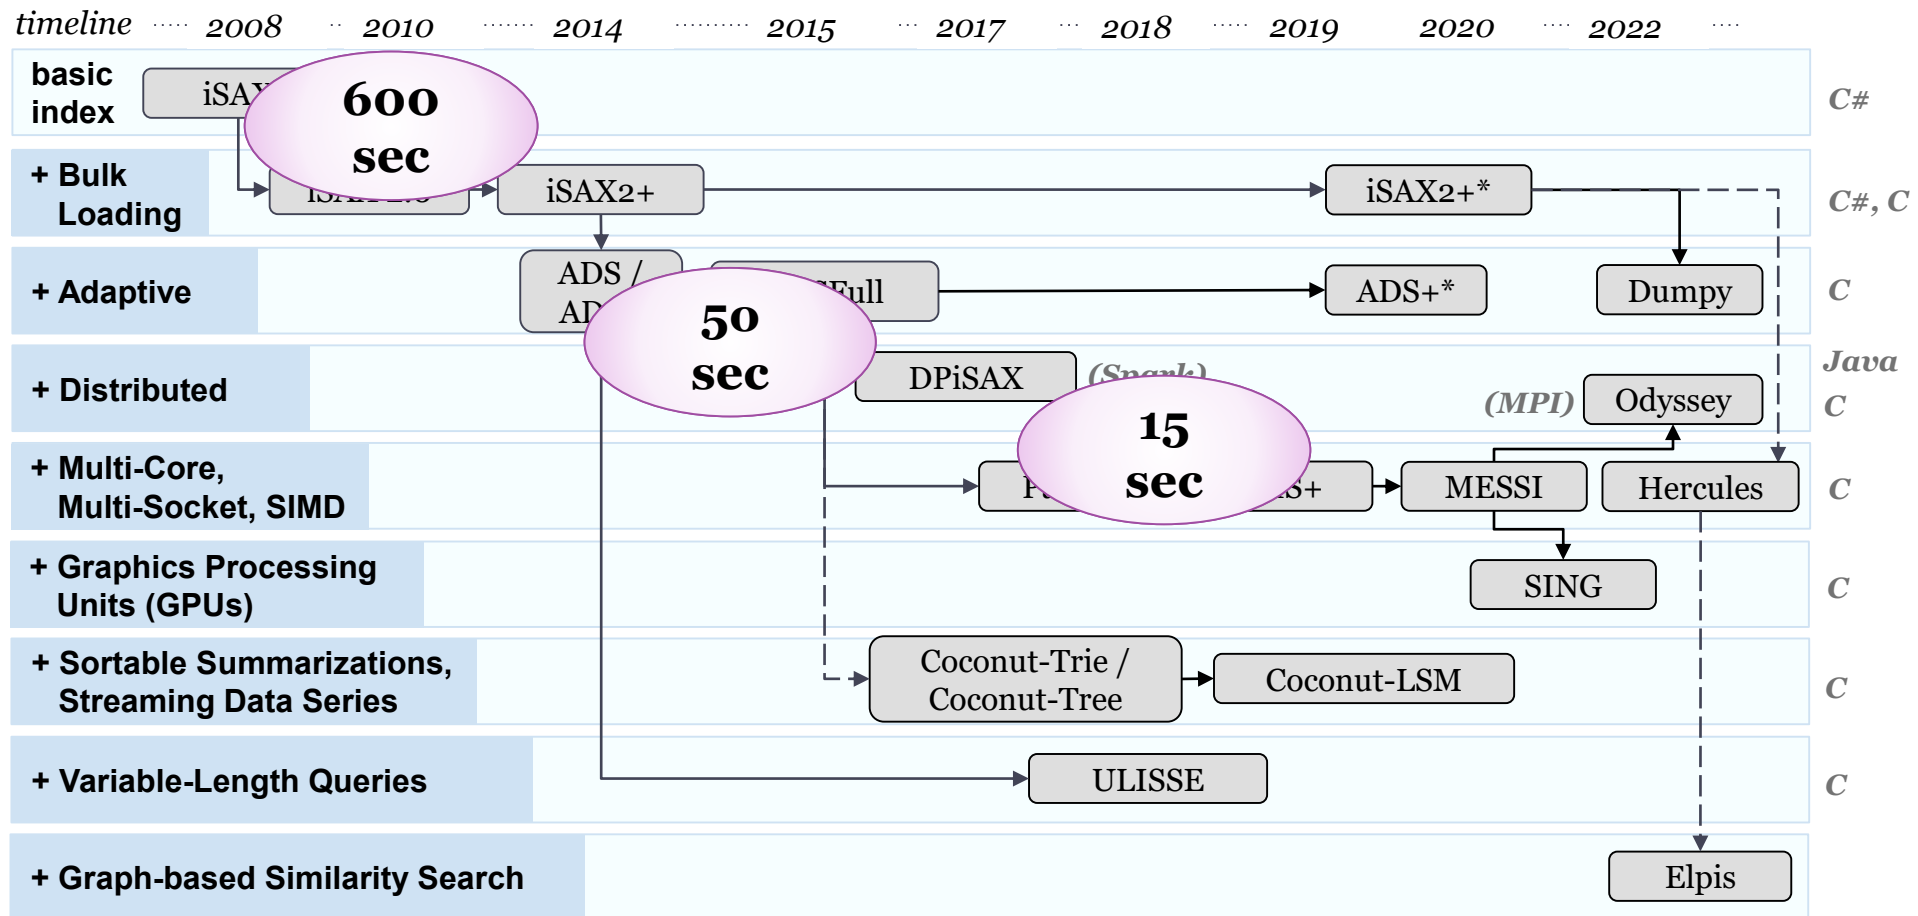 timeline ..... 2008 .. 2010 ..... 2014 ........ 2015 ... 2017 .. 2018 .... 2019 2020 .... 2022 ....
basic
index
iSAX
600
sec
C#
+ Bulk
Loading
iSAX2+
iSAX2+*
C#, C
+ Adaptive
ADS /
Full
ADS+*
Dumpy
C
50
sec
+ Distributed
DPiSAX
(Spark)
(MPI)
Odyssey
Java
C
15
sec
+ Multi-Core,
Multi-Socket, SIMD
S+
MESSI
Hercules
C
+ Graphics Processing
Units (GPUs)
SING
C
+ Sortable Summarizations,
Streaming Data Series
Coconut-Trie /
Coconut-Tree
Coconut-LSM
C
+ Variable-Length Queries
ULISSE
C
+ Graph-based Similarity Search
Elpis